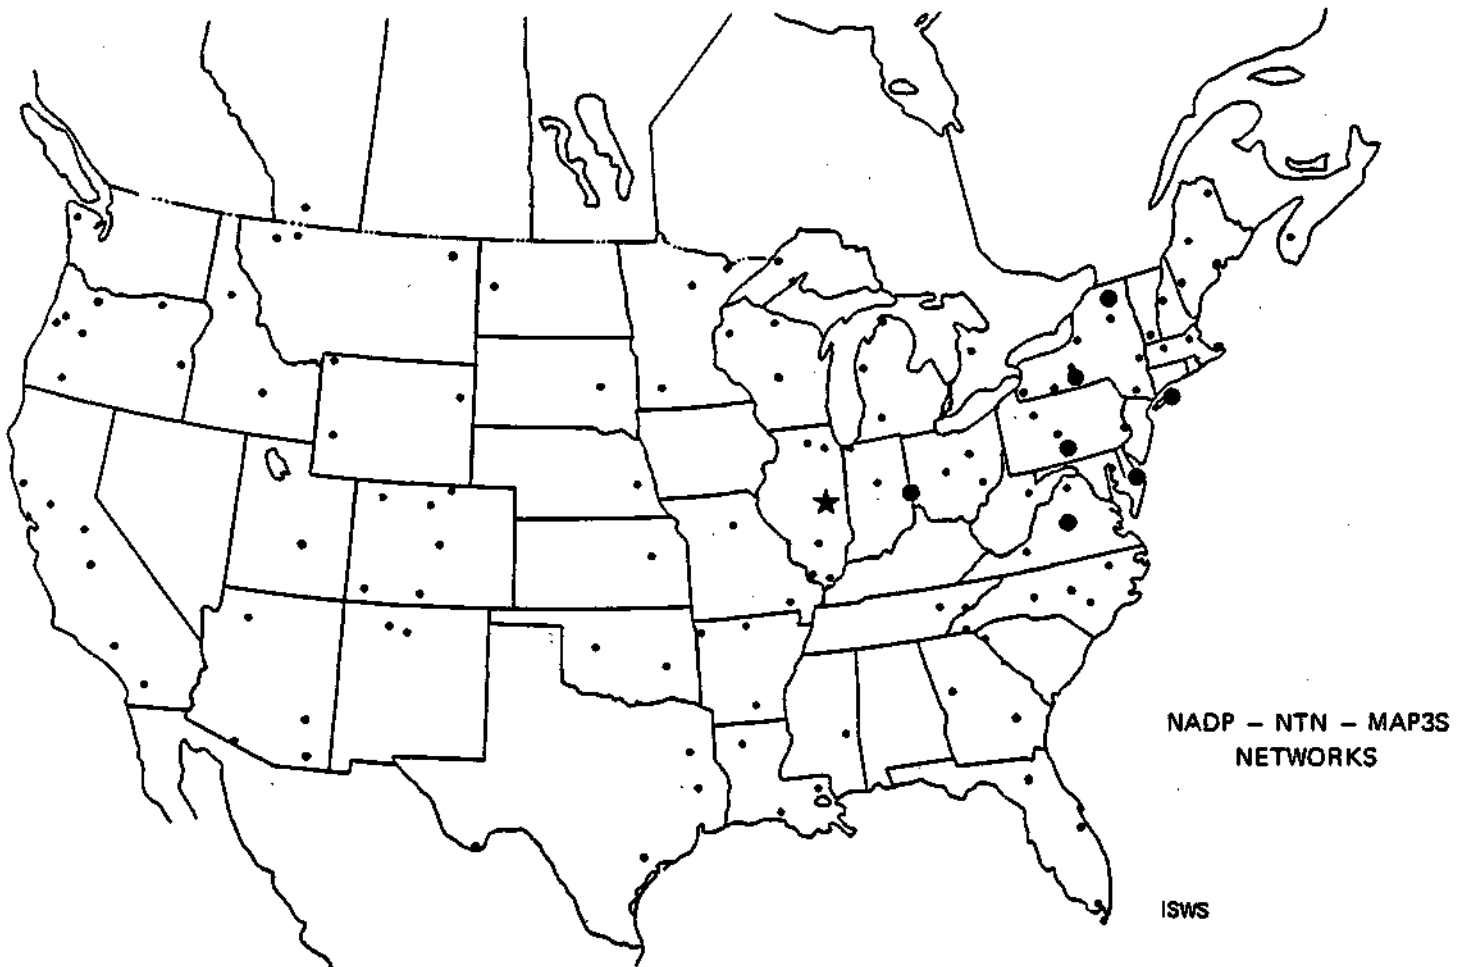 NADP – NTN – MAP3S
NETWORKS
ISWS